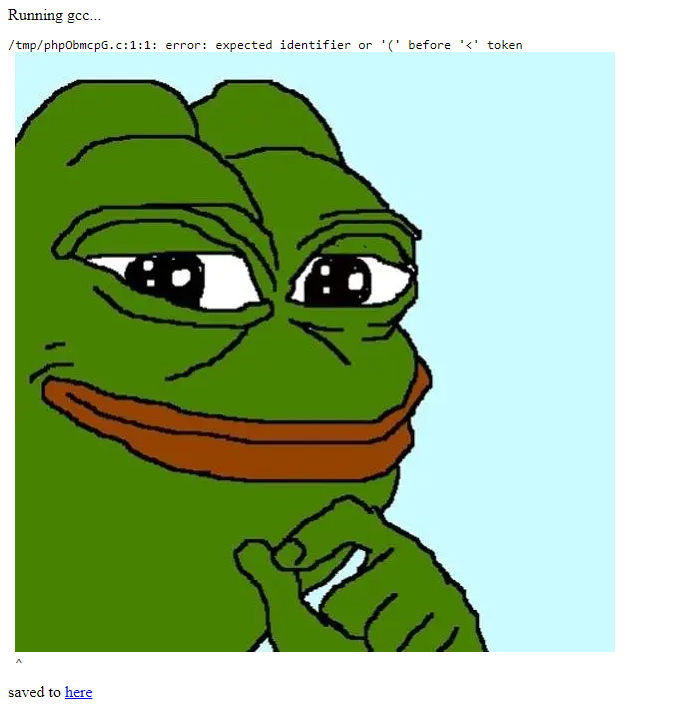 Running gcc...
/tmp/phpObmcpG.c:1:1: error: expected identifier or '(' before '<' token
^
saved to here